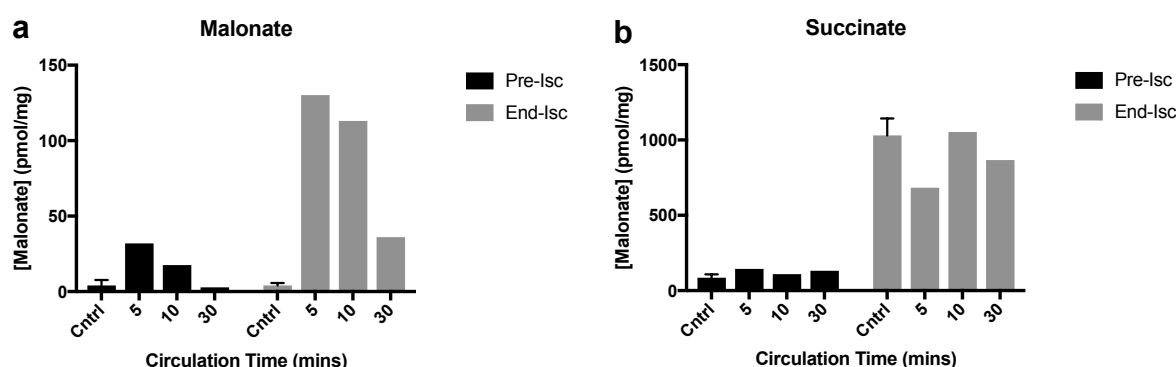 a
Malonate
150
100
50
0
[Malonate] (pmol/mg)
Cntrl 5 10 30 Cntrl 5 10 30
Circulation Time (mins)
Pre-Isc
End-Isc
b
Succinate
1500
1000
500
0
[Malonate] (pmol/mg)
Cntrl 5 10 30 Cntrl 5 10 30
Circulation Time (mins)
Pre-Isc
End-Isc